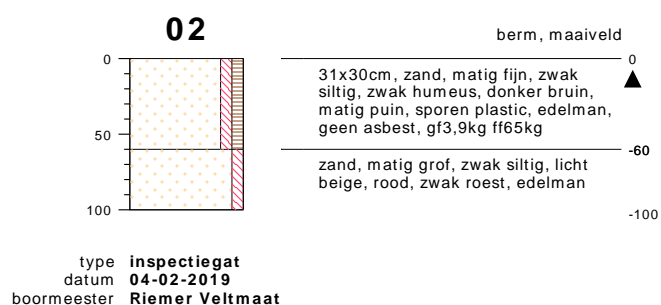 02
berm, maaiveld
0
0
31x30cm, zand, matig fijn, zwak
siltig, zwak humeus, donker bruin,
matig puin, sporen plastic, edelman,
geen asbest, gf3,9kg ff65kg
50
-60
zand, matig grof, zwak siltig, licht
beige, rood, zwak roest, edelman
100
-100
type inspectiegat
datum 04-02-2019
boormeester Riemer Veltmaat